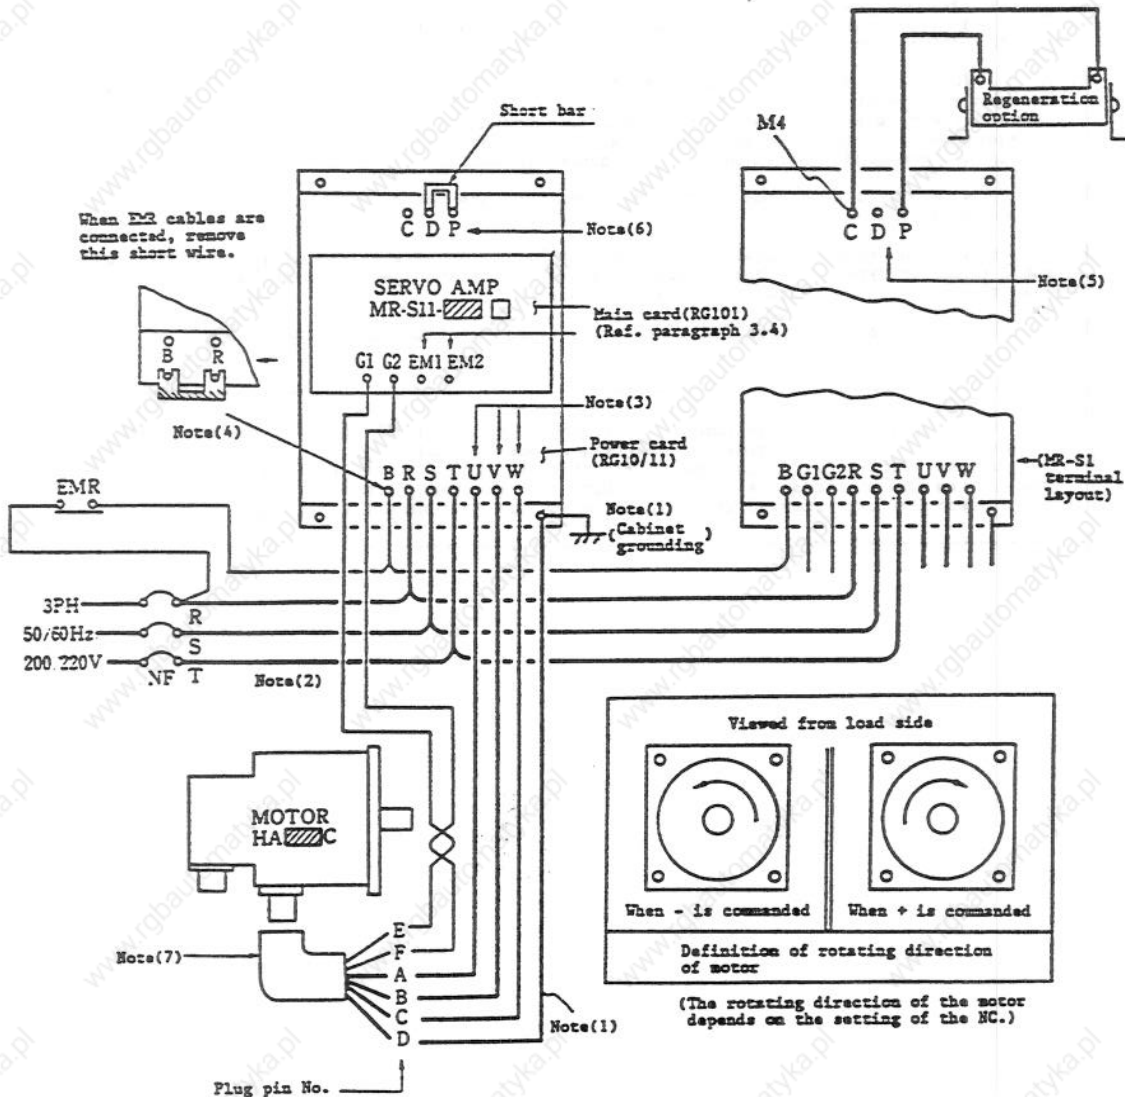 Short bar
M4
Regeneration
option
When EMR cables are
connected, remove
this short wire.
C D P
Note(6)
C D P
Note(5)
SERVO AMP
MR-S11-
Main card(RG101)
(Ref. paragraph 3.4)
G1 G2 EM1 EM2
B R
Note(4)
Note(3)
Power card
(RG10/11)
B R S T U V W
B G1 G2 R S T U V W
(MR-S1
terminal
layout)
EMR
Note(1)
(Cabinet
grounding)
3PH
50/60Hz
200.220V
NF
R
S
T
Note(2)
MOTOR
HA C
Viewed from load side
When - is commanded
When + is commanded
Definition of rotating direction
of motor
(The rotating direction of the motor
depends on the setting of the NC.)
Note(7)
E
F
A
B
C
D
Note(1)
Plug pin No.
www.rgbautomatyka.pl